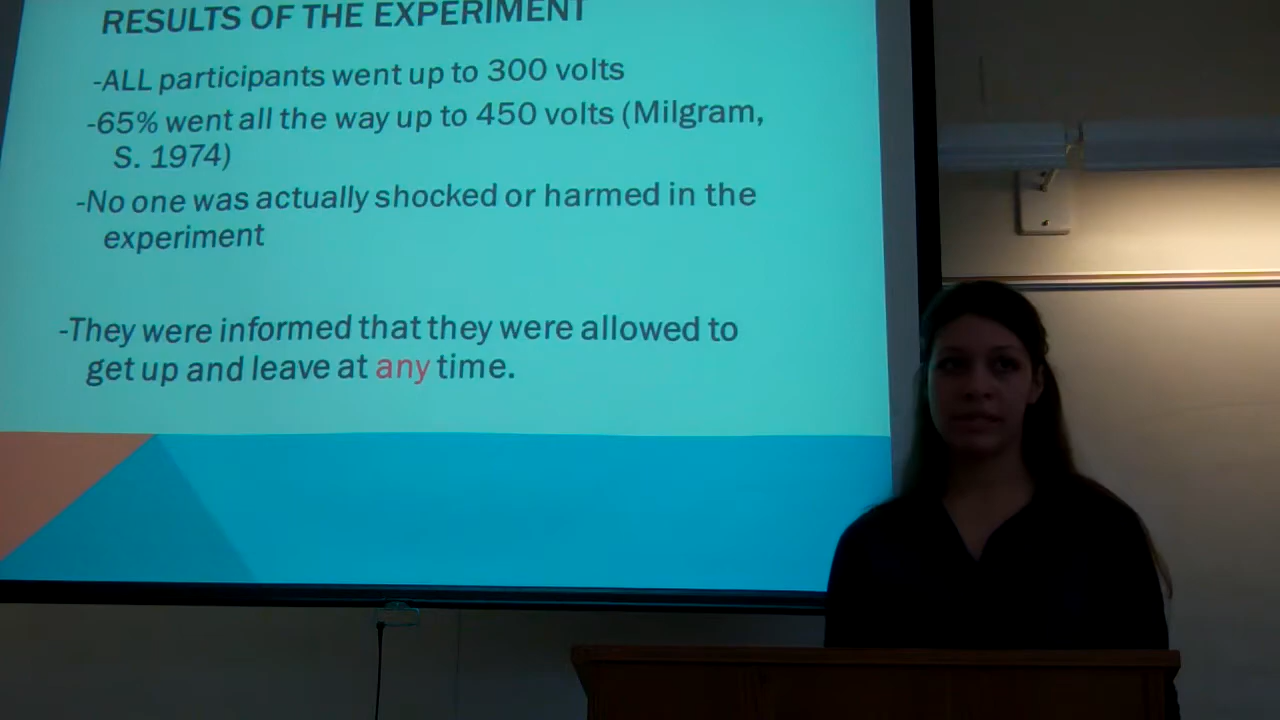 RESULTS OF THE EXPERIMENT
-ALL participants went up to 300 volts
-65% went all the way up to 450 volts (Milgram,
S. 1974)
-No one was actually shocked or harmed in the
experiment
-They were informed that they were allowed to
get up and leave at any time.